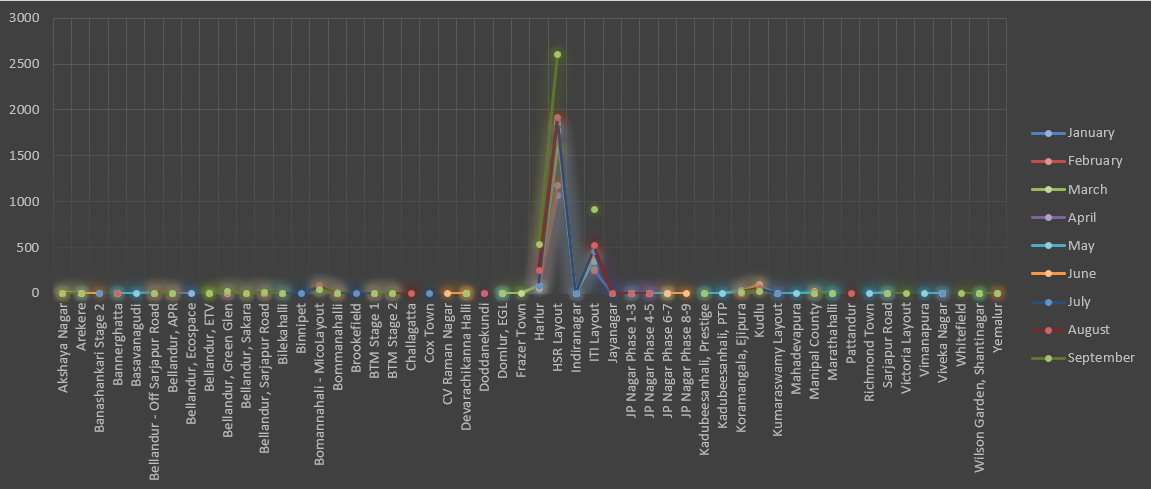 3000
2500
2000
1500
1000
500
0
Akshaya Nagar
Arekere
Banashankari Stage 2
Bannerghatta
Basavanagudi
Bellandur - Off Sarjapur Road
Bellandur, APR
Bellandur, Ecospace
Bellandur, ETV
Bellandur, Green Glen
Bellandur, Sakara
Bellandur, Sarjapur Road
Bilekahalli
Binnipet
Bomannahali - MicoLayout
Bommanahalli
Brookefield
BTM Stage 1
BTM Stage 2
Challagatta
Cox Town
CV Raman Nagar
Devarachikanna Halli
Doddanekundi
Domlur, EGL
Frazer Town
Harlur
HSR Layout
Indiranagar
ITI Layout
Jayanagar
JP Nagar Phase 1-3
JP Nagar Phase 4-5
JP Nagar Phase 6-7
JP Nagar Phase 8-9
Kadubeesanhali, Prestige
Kadubeesanhali, PTP
Koramangala, Ejipura
Kudlu
Kumaraswamy Layout
Mahadevapura
Manipal County
Marathahalli
Pattandur
Richmond Town
Sarjapur Road
Victoria Layout
Vimanapura
Viveka Nagar
Whitefield
Wilson Garden, Shantinagar
Yemalur
January
February
March
April
May
June
July
August
September